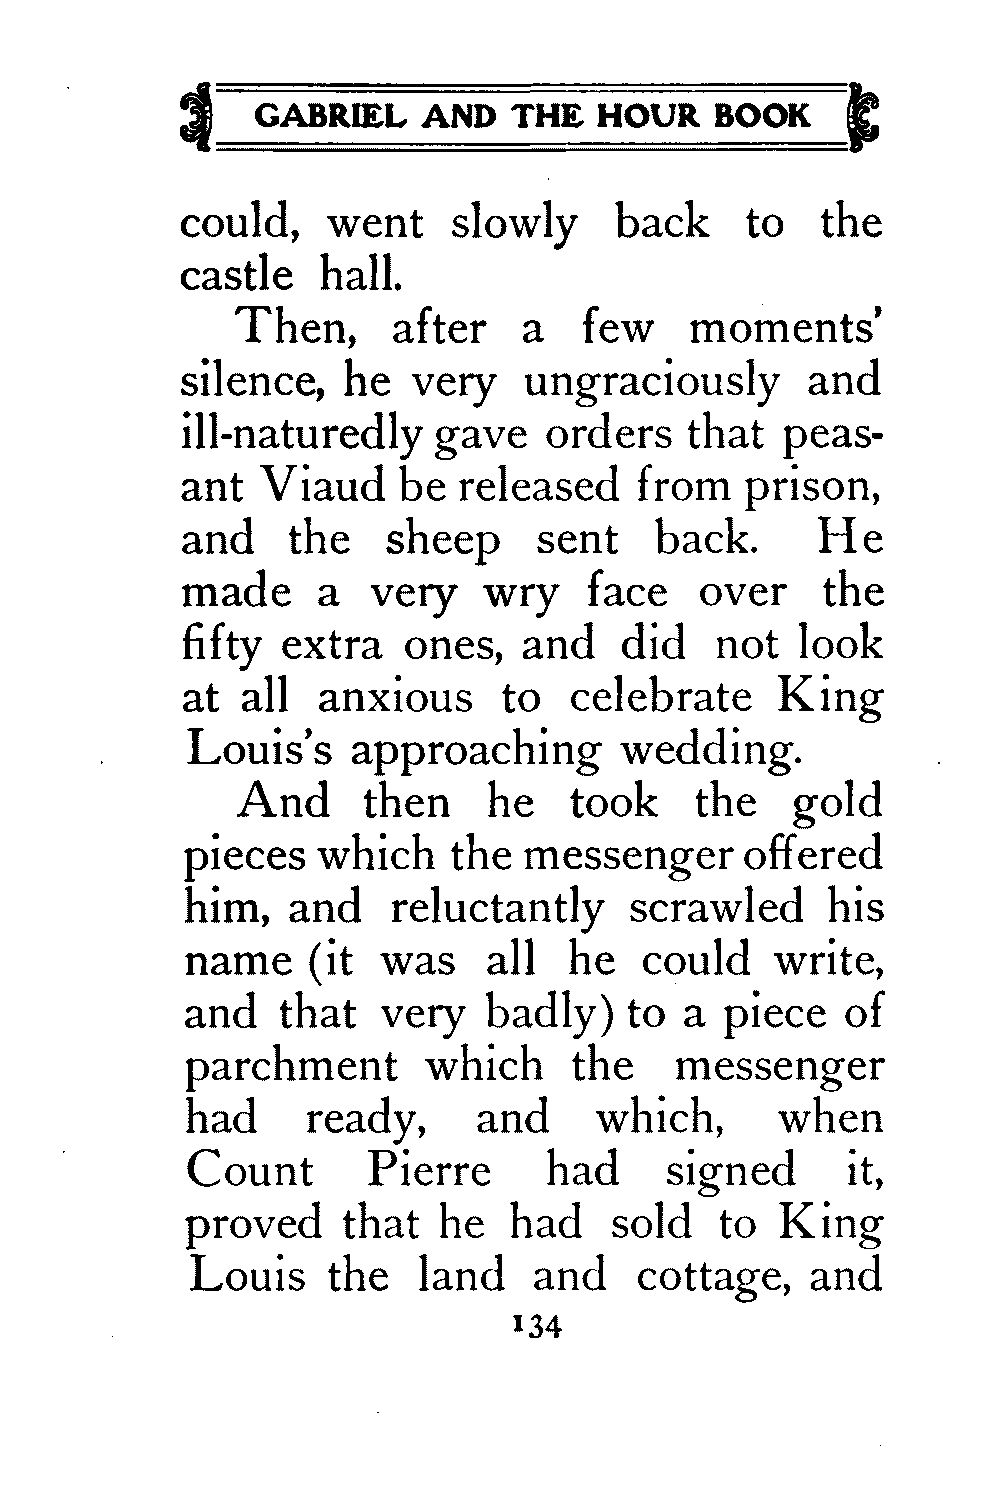 GABRIEL AND THE HOUR BOOK
could, went slowly back to the
castle hall.
Then, after a few moments'
silence, he very ungraciously and
ill-naturedly gave orders that peas-
ant Viaud be released from prison,
and the sheep sent back. He
made a very wry face over the
fifty extra ones, and did not look
at all anxious to celebrate King
Louis's approaching wedding.
And then he took the gold
pieces which the messenger offered
him, and reluctantly scrawled his
name (it was all he could write,
and that very badly) to a piece of
parchment which the messenger
had ready, and which, when
Count Pierre had signed it,
proved that he had sold to King
Louis the land and cottage, and
134